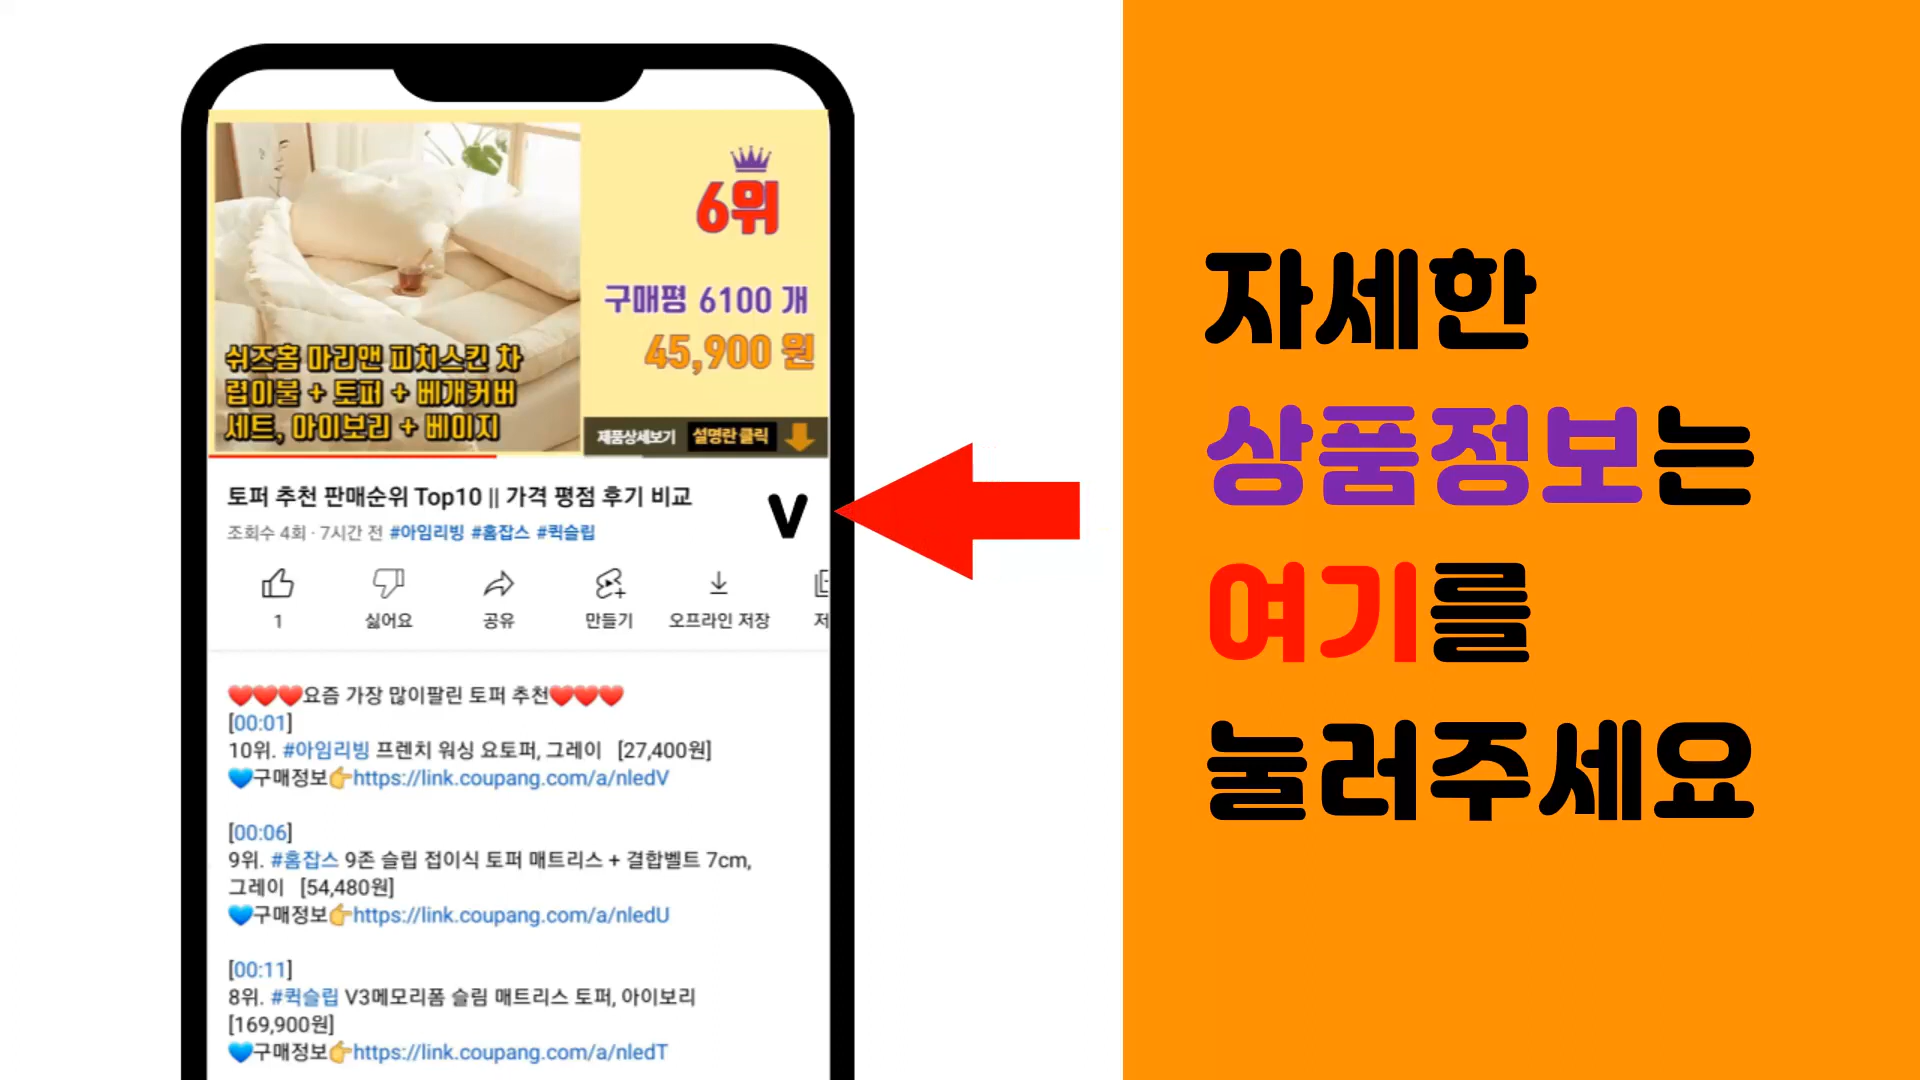 6위
구매평 6100 개
45,900 원
쉬즈홈 마리앤 피치스킨 차
렵이불 + 토퍼 + 베개커버
세트, 아이보리 + 베이지
제품상세보기 설명란 클릭
토퍼 추천 판매순위 Top10 || 가격 평점 후기 비교
V
조회수 4회 · 7시간 전 #아임리빙 #홈잡스 #퀵슬립
1 싫어요 공유 만들기 오프라인 저장 저
❤️❤️❤️요즘 가장 많이팔린 토퍼 추천❤️❤️❤️
[00:01]
10위. #아임리빙 프렌치 워싱 요토퍼, 그레이 [27,400원]
💙구매정보👉https://link.coupang.com/a/nledV
[00:06]
9위. #홈잡스 9존 슬립 접이식 토퍼 매트리스 + 결합벨트 7cm,
그레이 [54,480원]
💙구매정보👉https://link.coupang.com/a/nledU
[00:11]
8위. #퀵슬립 V3메모리폼 슬림 매트리스 토퍼, 아이보리
[169,900원]
💙구매정보👉https://link.coupang.com/a/nledT
자세한
상품정보는
여기를
눌러주세요